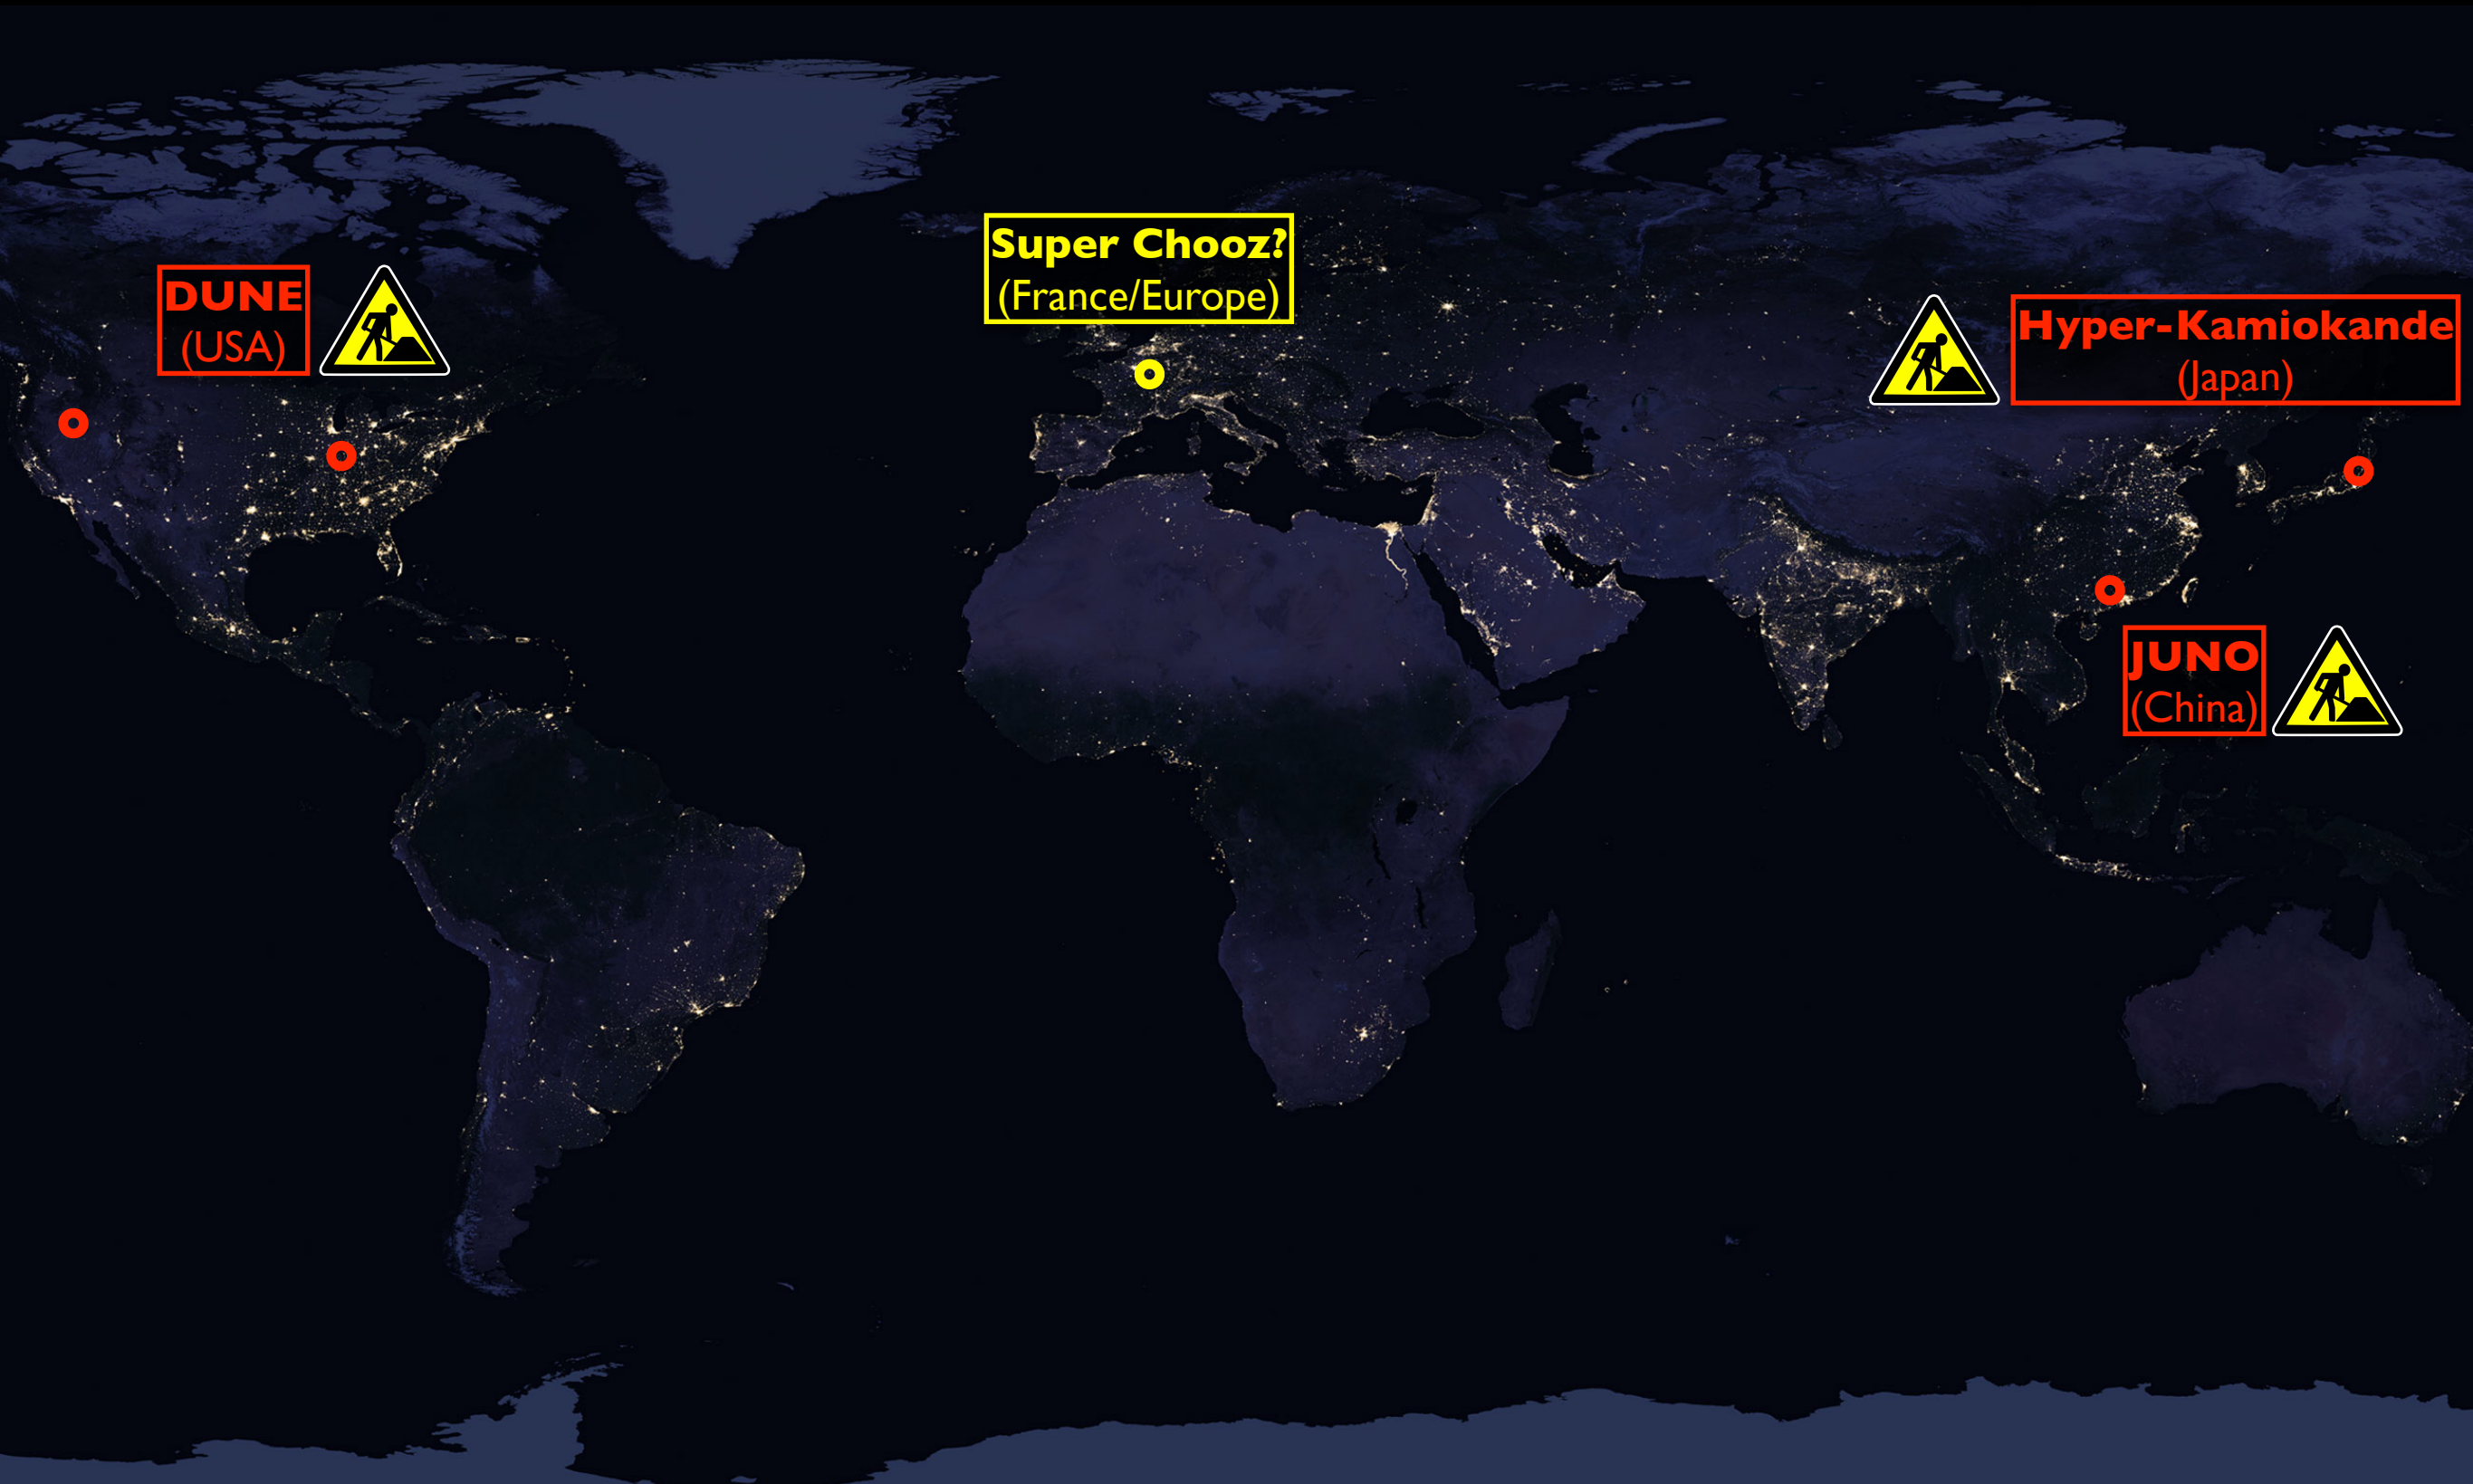 Super Chooz?
(France/Europe)
DUNE
(USA)
Hyper-Kamiokande
(Japan)
JUNO
(China)